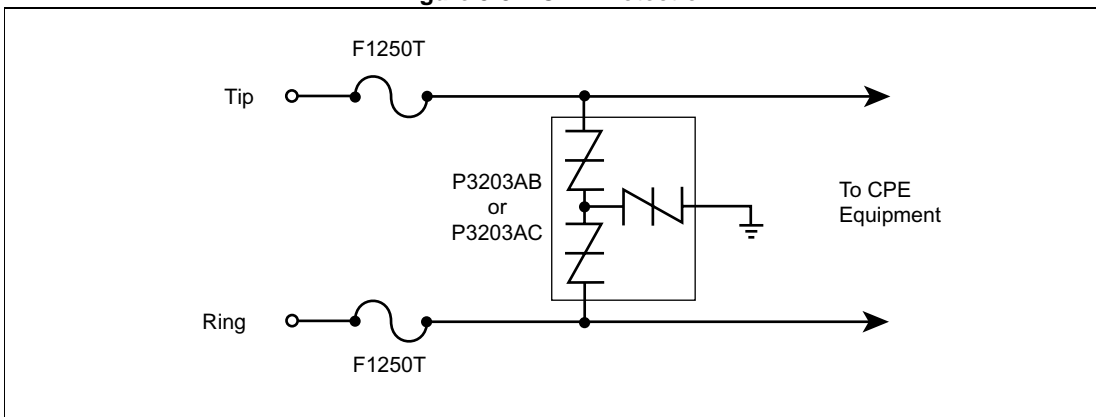 F1250T
Tip
P3203AB
or
P3203AC
To CPE
Equipment
Ring
F1250T